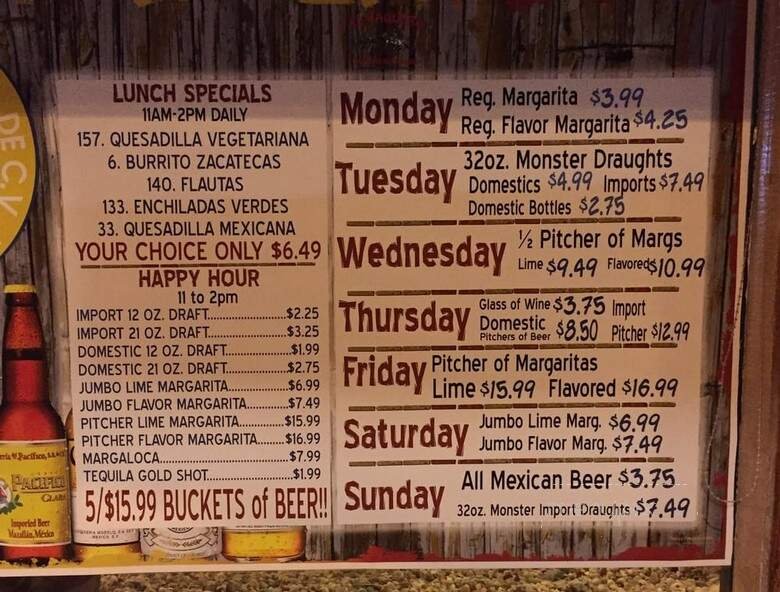 LUNCH SPECIALS
11AM-2PM DAILY
157. QUESADILLA VEGETARIANA
6. BURRITO ZACATECAS
140. FLAUTAS
133. ENCHILADAS VERDES
33. QUESADILLA MEXICANA
YOUR CHOICE ONLY $6.49
HAPPY HOUR
11 to 2pm
IMPORT 12 OZ. DRAFT $2.25
IMPORT 21 OZ. DRAFT $3.25
DOMESTIC 12 OZ. DRAFT $1.99
DOMESTIC 21 OZ. DRAFT $2.75
JUMBO LIME MARGARITA $6.99
JUMBO FLAVOR MARGARITA $7.49
PITCHER LIME MARGARITA $15.99
PITCHER FLAVOR MARGARITA $16.99
MARGALOCA $7.99
TEQUILA GOLD SHOT $1.99
5/$15.99 BUCKETS of BEER!!
Monday
Reg. Margarita $3.99
Reg. Flavor Margarita $4.25
Tuesday
32oz. Monster Draughts
Domestics $4.99 Imports $7.49
Domestic Bottles $2.75
Wednesday
½ Pitcher of Margs
Lime $9.49 Flavored $10.99
Thursday
Glass of Wine $3.75 Import
Domestic $8.50 Pitcher $12.99
Pitchers of Beer
Friday
Pitcher of Margaritas
Lime $15.99 Flavored $16.99
Saturday
Jumbo Lime Marg. $6.99
Jumbo Flavor Marg. $7.49
Sunday
All Mexican Beer $3.75
32oz. Monster Import Draughts $7.49
DE C.V.
PACIFICO
CLARA
Imported Beer
Mazatlán, México